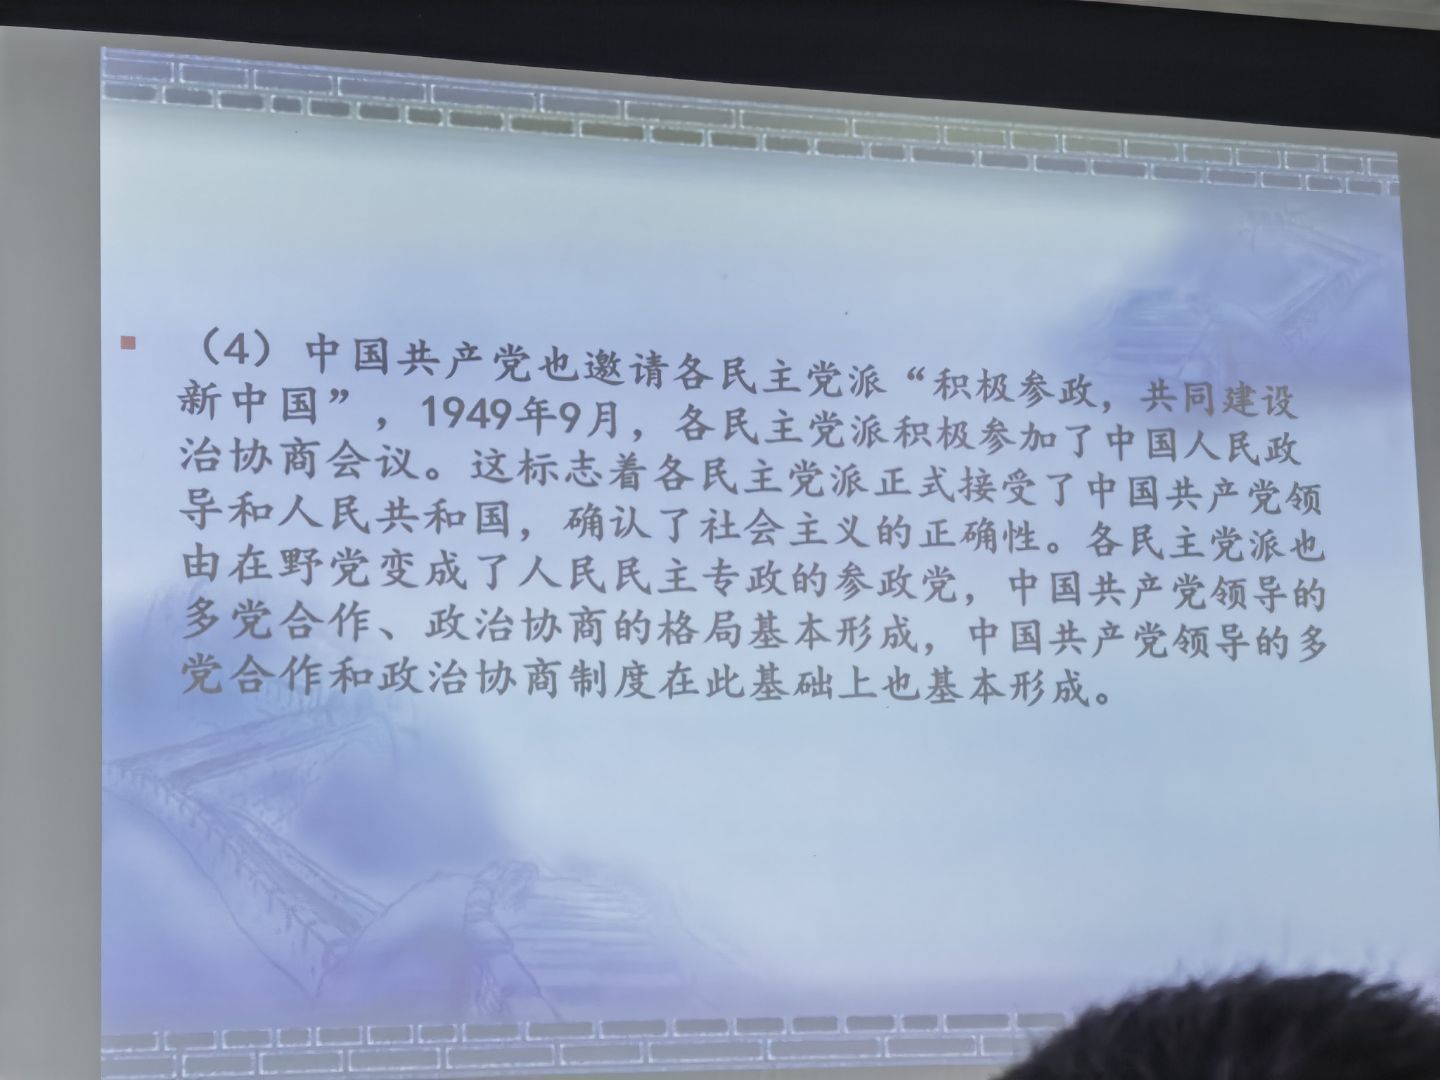 （4）中国共产党也邀请各民主党派“积极参政，共同建设
新中国”，1949年9月，各民主党派积极参加了中国人民政
治协商会议。这标志着各民主党派正式接受了中国共产党领
导和人民共和国，确认了社会主义的正确性。各民主党派也
由在野党变成了人民民主专政的参政党，中国共产党领导的
多党合作、政治协商的格局基本形成，中国共产党领导的多
党合作和政治协商制度在此基础上也基本形成。